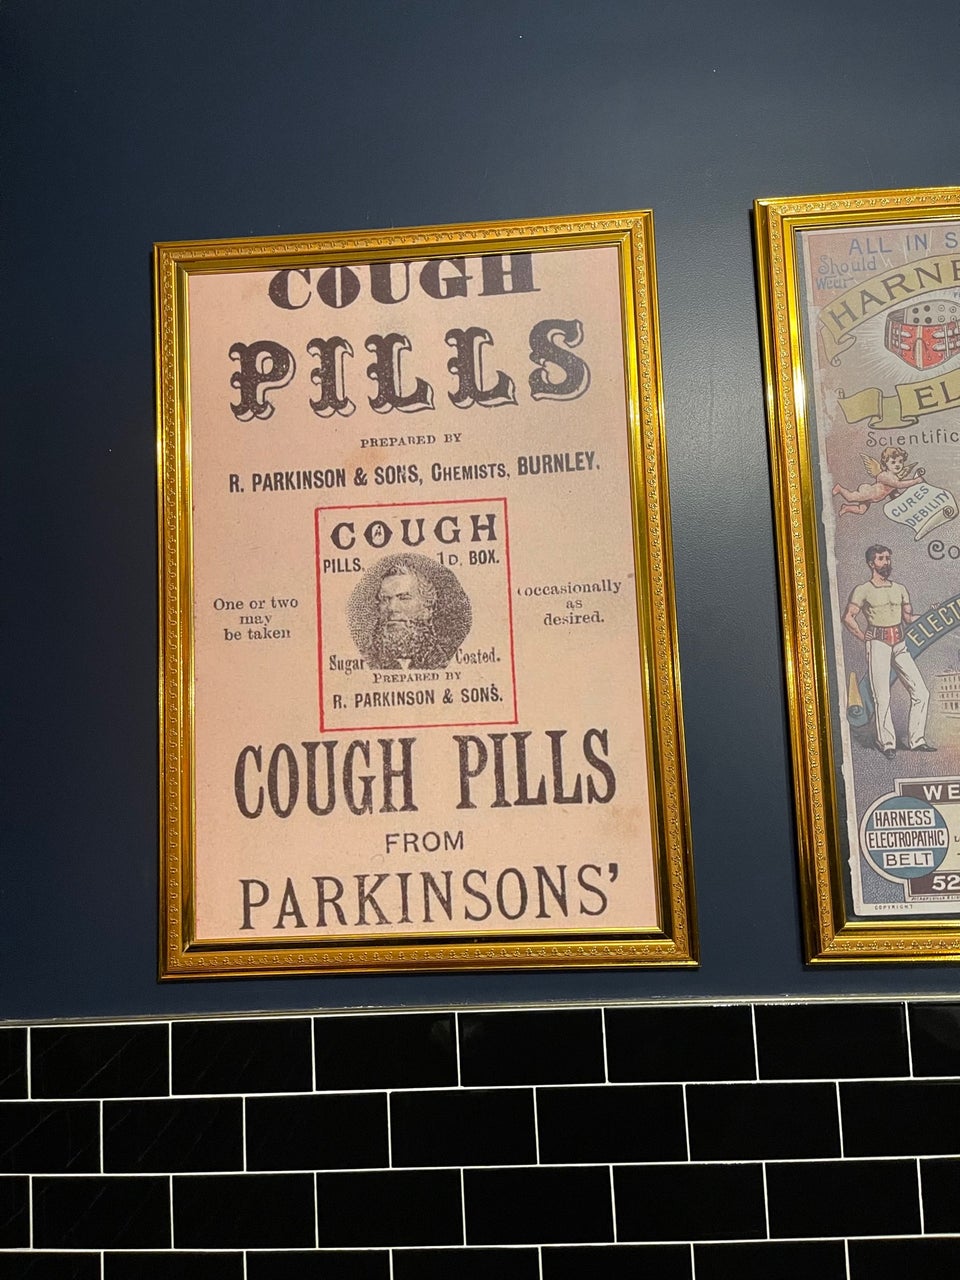 COUGH
PILLS
PREPARED BY
R. PARKINSON & SONS, CHEMISTS, BURNLEY.
COUGH
PILLS. 1D. BOX.
One or two
may
be taken
occasionally
as
desired.
Sugar Coated.
PREPARED BY
R. PARKINSON & SONS.
COUGH PILLS
FROM
PARKINSONS'
ALL IN S
Should
Wear
HARNE
EL
Scientific
CURES
DEBILITY
Co
ELECT
WE
HARNESS
ELECTROPATHIC
BELT
52
COPYRIGHT